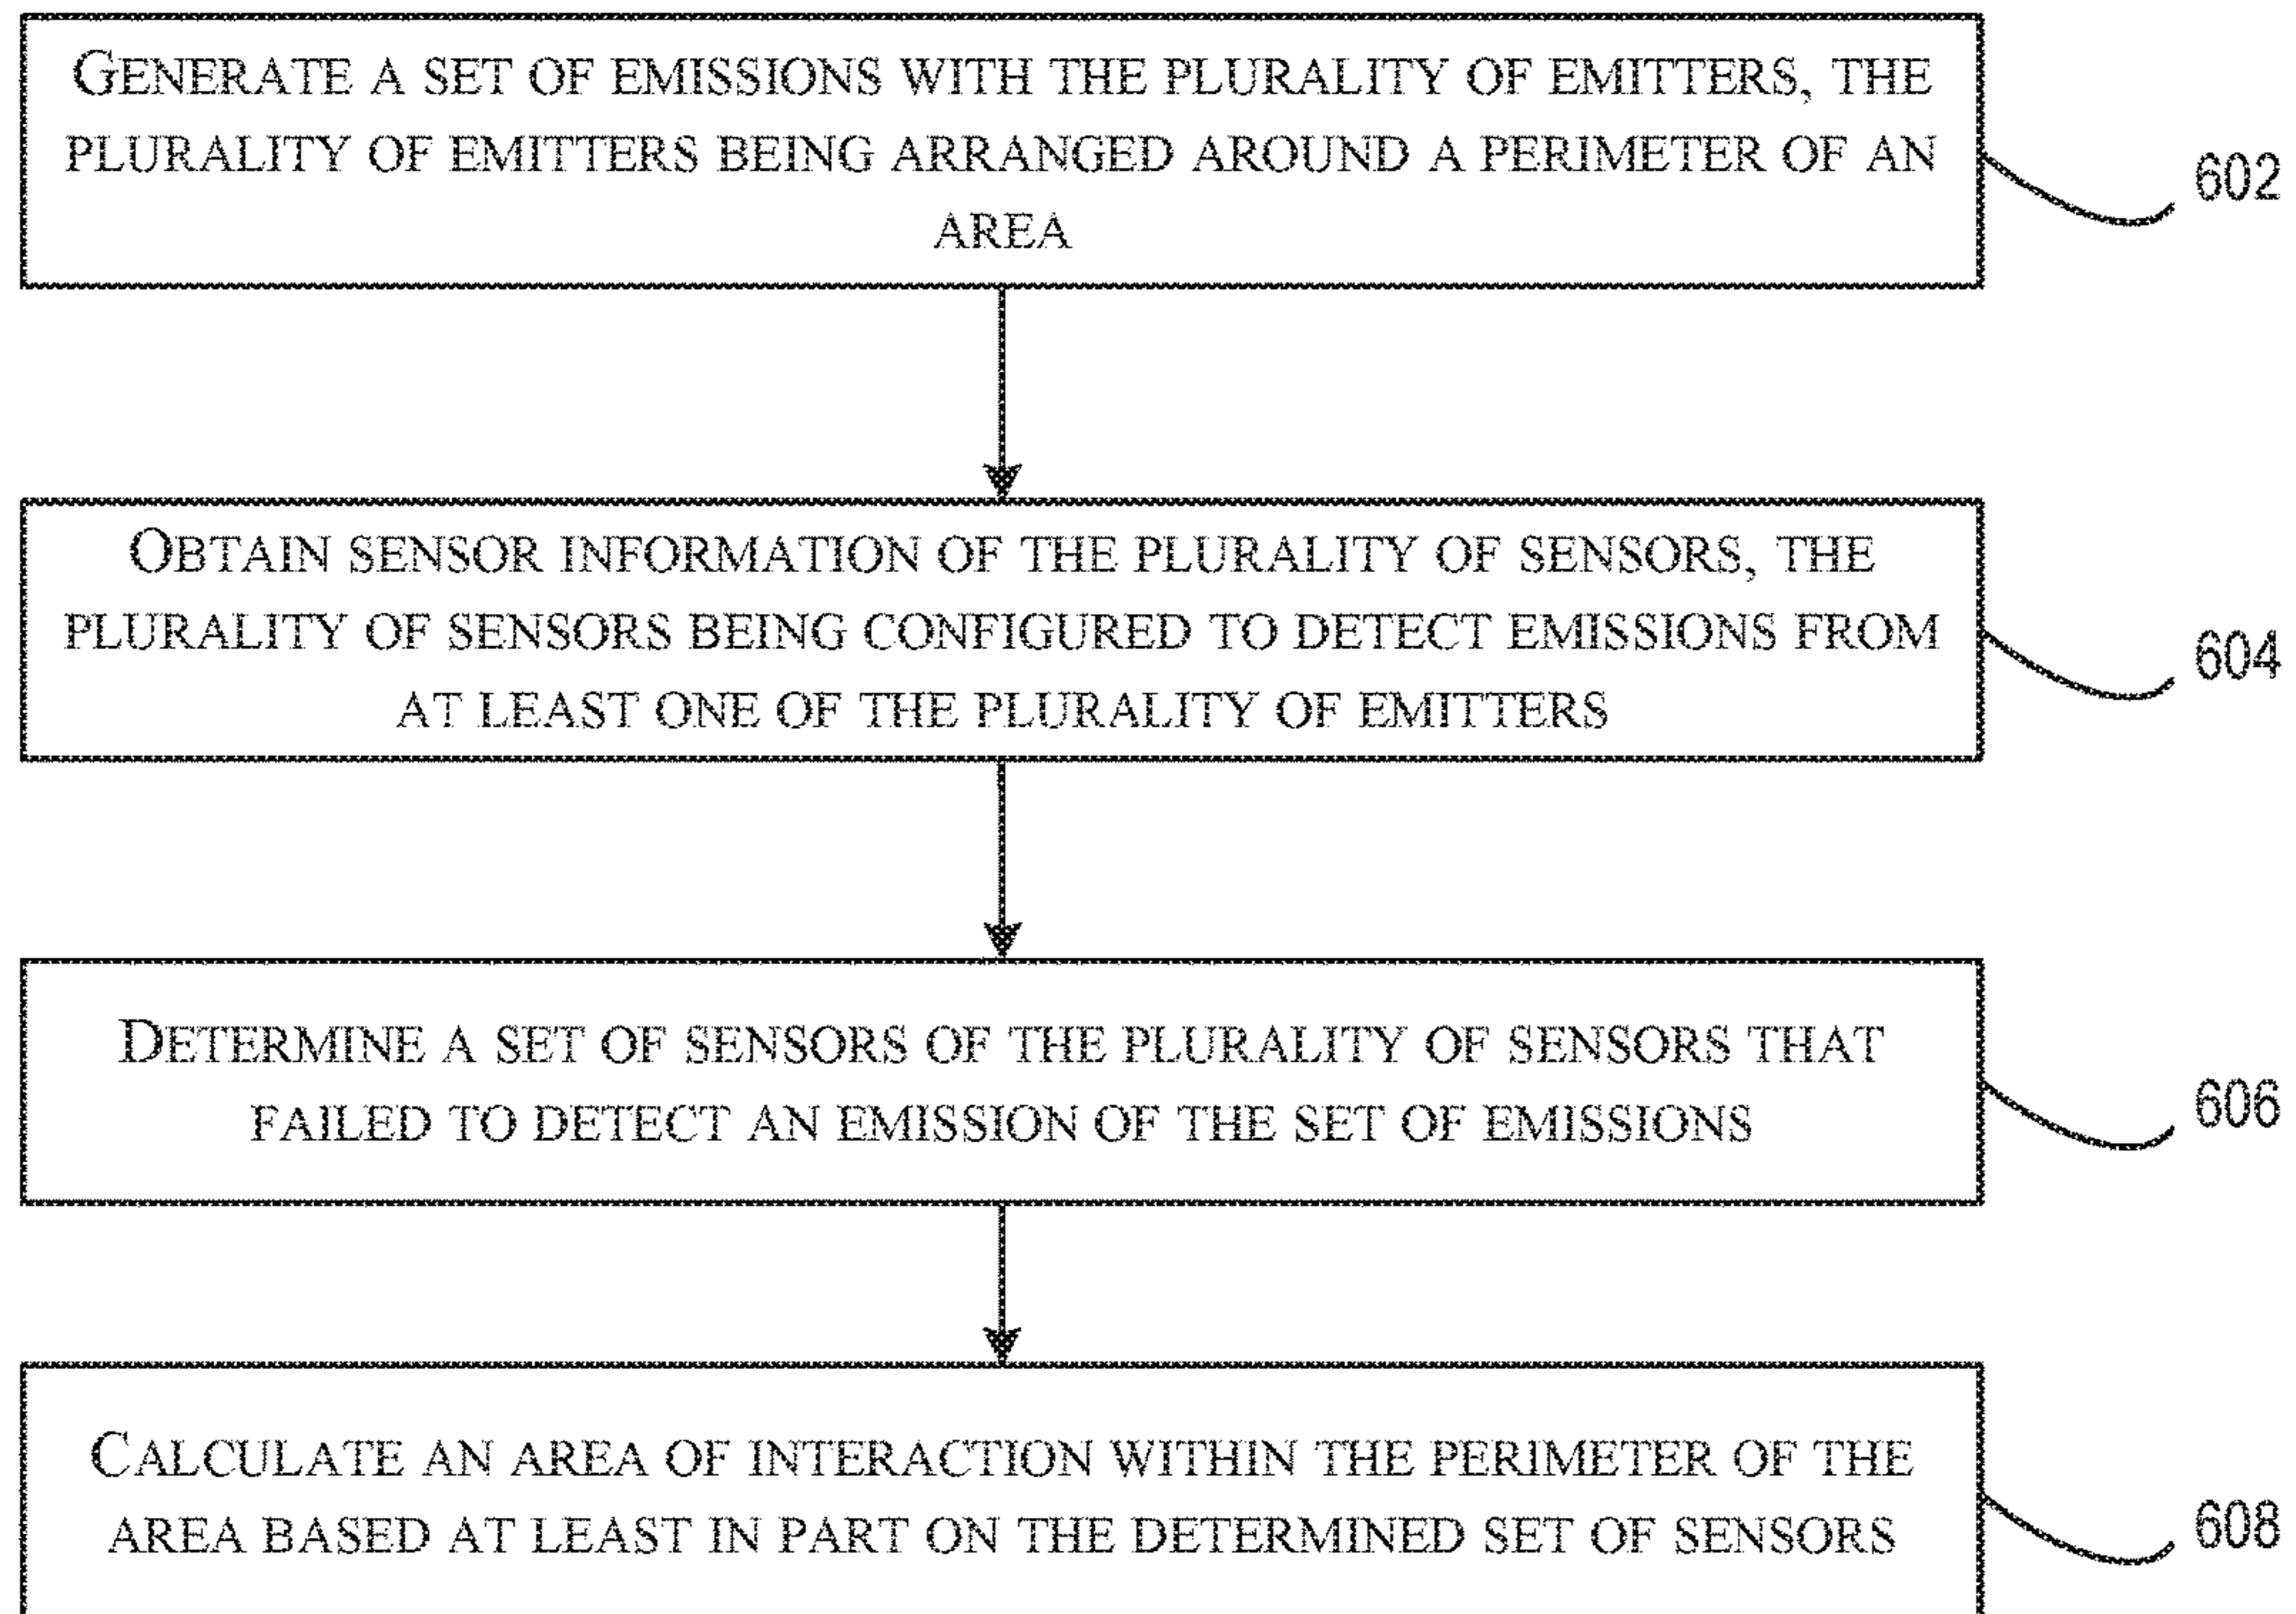 GENERATE A SET OF EMISSIONS WITH THE PLURALITY OF EMITTERS, THE
PLURALITY OF EMITTERS BEING ARRANGED AROUND A PERIMETER OF AN
AREA
602
OBTAIN SENSOR INFORMATION OF THE PLURALITY OF SENSORS, THE
PLURALITY OF SENSORS BEING CONFIGURED TO DETECT EMISSIONS FROM
AT LEAST ONE OF THE PLURALITY OF EMITTERS
604
DETERMINE A SET OF SENSORS OF THE PLURALITY OF SENSORS THAT
FAILED TO DETECT AN EMISSION OF THE SET OF EMISSIONS
606
CALCULATE AN AREA OF INTERACTION WITHIN THE PERIMETER OF THE
AREA BASED AT LEAST IN PART ON THE DETERMINED SET OF SENSORS
608